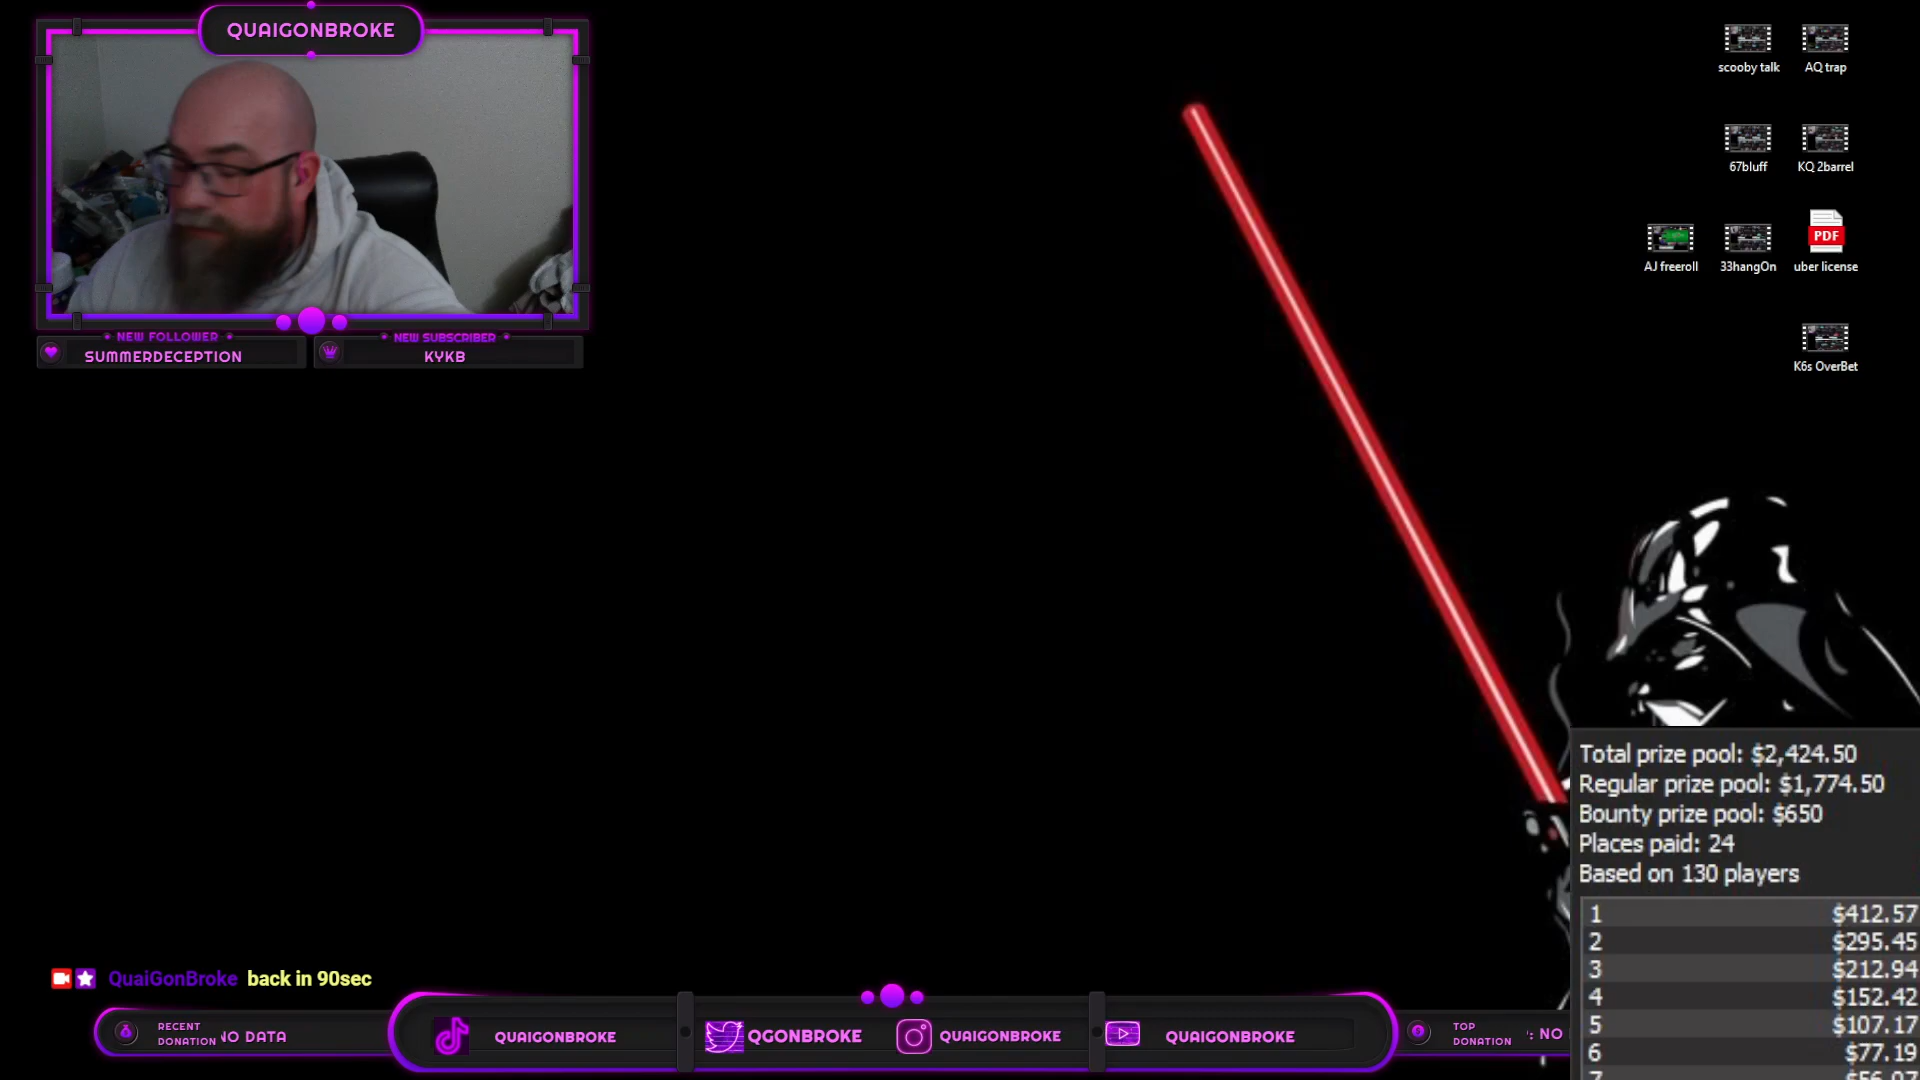 QUAIGONBROKE
NEW FOLLOWER
SUMMERDECEPTION
NEW SUBSCRIBER
KYKB
scooby talk
AQ trap
67bluff
KQ 2barrel
AJ freeroll
33hangOn
PDF
uber license
K6s OverBet
Total prize pool: $2,424.50
Regular prize pool: $1,774.50
Bounty prize pool: $650
Places paid: 24
Based on 130 players
1 $412.57
2 $295.45
3 $212.94
4 $152.42
5 $107.17
6 $77.19
QuaiGonBroke back in 90sec
RECENT
DONATION
NO DATA
QUAIGONBROKE
QGONBROKE
QUAIGONBROKE
QUAIGONBROKE
TOP
DONATION
: NO